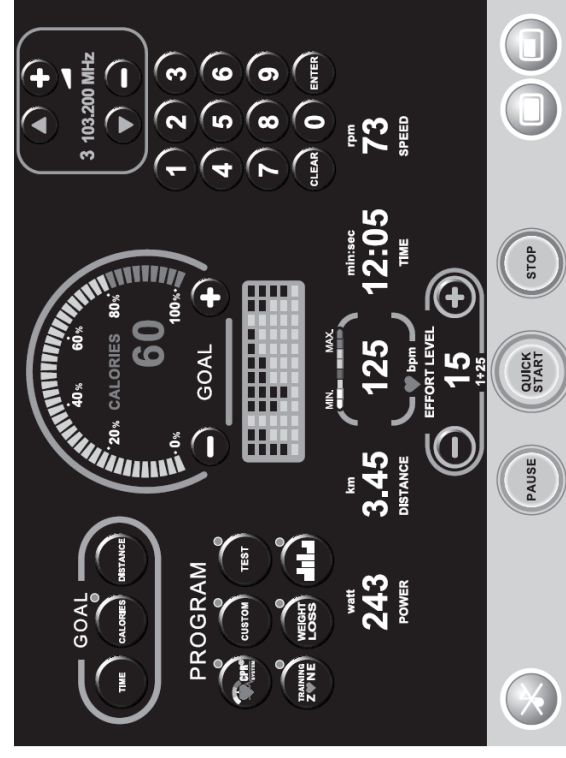 GOAL
TIME
CALORIES
DISTANCE
PROGRAM
CPR®
SYSTEM
CUSTOM
TEST
TRAINING
Z♥NE
WEIGHT
LOSS
0%
20%
40%
60%
80%
100%
CALORIES
60
GOAL
−
+
+
3 103.200 MHz
−
1 2 3
4 5 6
7 8 9
CLEAR 0 ENTER
watt
243
POWER
km
3.45
DISTANCE
MIN. MAX.
125
bpm
min:sec
12:05
TIME
rpm
73
SPEED
EFFORT LEVEL
−
15
+
1÷25
PAUSE
QUICK
START
STOP